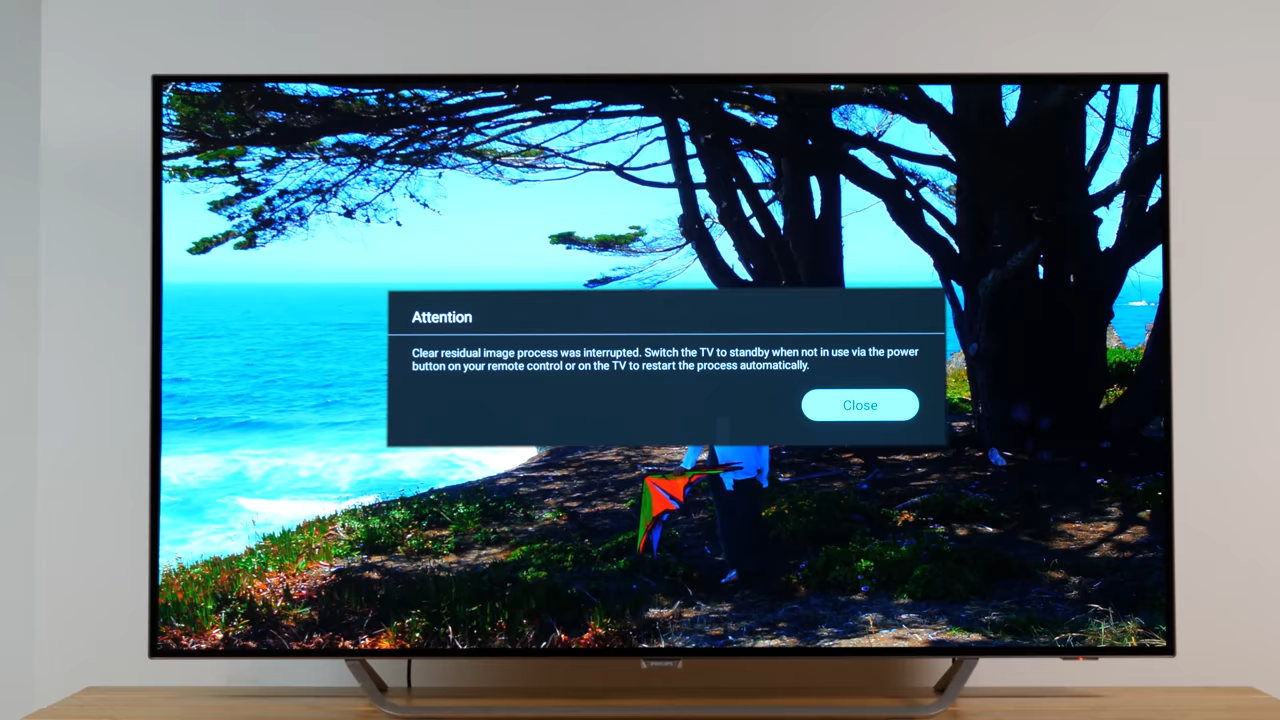 Attention
Clear residual image process was interrupted. Switch the TV to standby when not in use via the power
button on your remote control or on the TV to restart the process automatically.
Close
PHILIPS